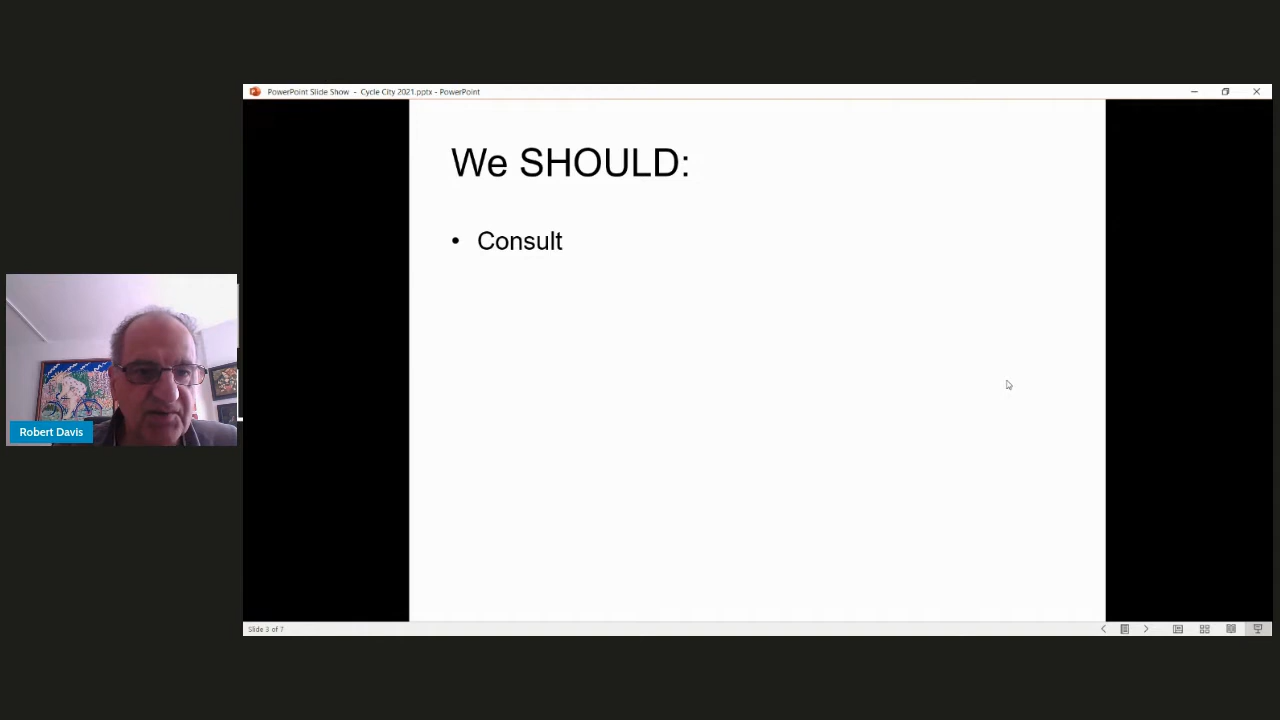 PowerPoint Slide Show - Cycle City 2021.pptx - PowerPoint
We SHOULD:
• Consult
Robert Davis
Slide 3 of 7